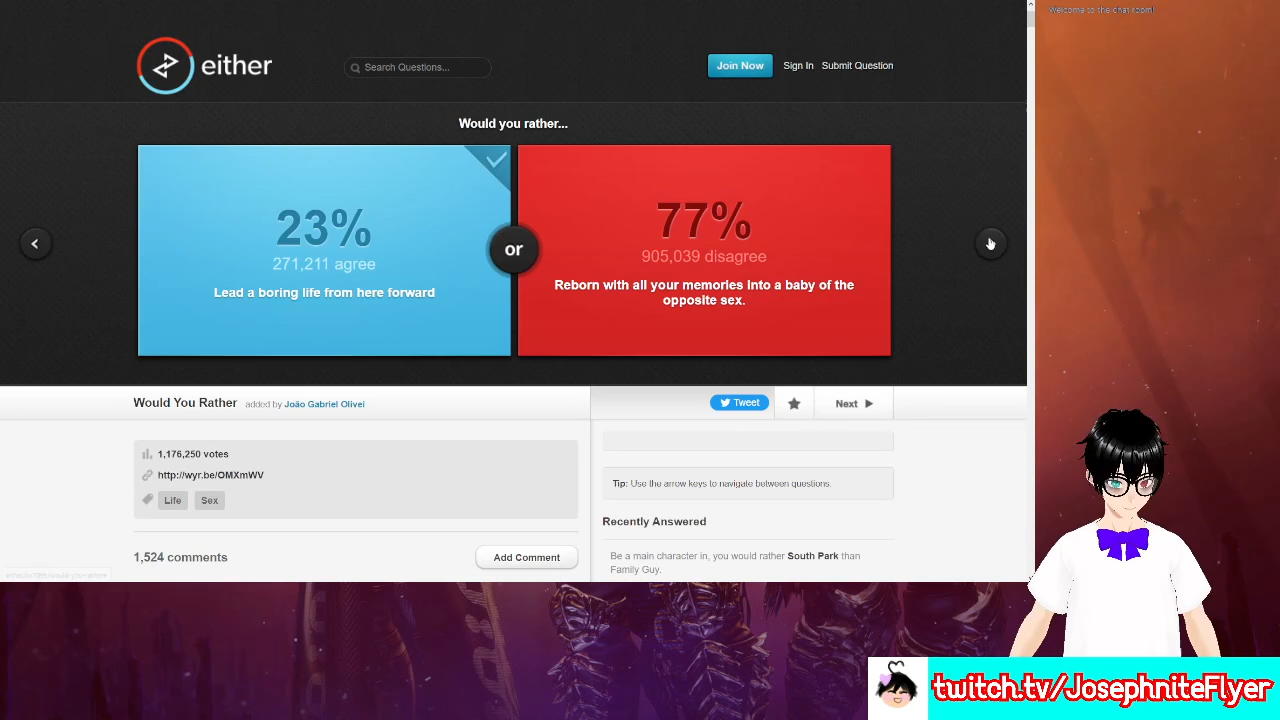 Welcome to the chat room!
either
Search Questions...
Join Now
Sign In
Submit Question
Would you rather...
23%
271,211 agree
Lead a boring life from here forward
or
77%
905,039 disagree
Reborn with all your memories into a baby of the
opposite sex.
Would You Rather
added by João Gabriel Olivei
Tweet
Next
1,176,250 votes
http://wyr.be/OMXmWV
Life
Sex
Tip: Use the arrow keys to navigate between questions.
Recently Answered
1,524 comments
Add Comment
Be a main character in, you would rather South Park than
Family Guy.
twitch.tv/JosephniteFlyer